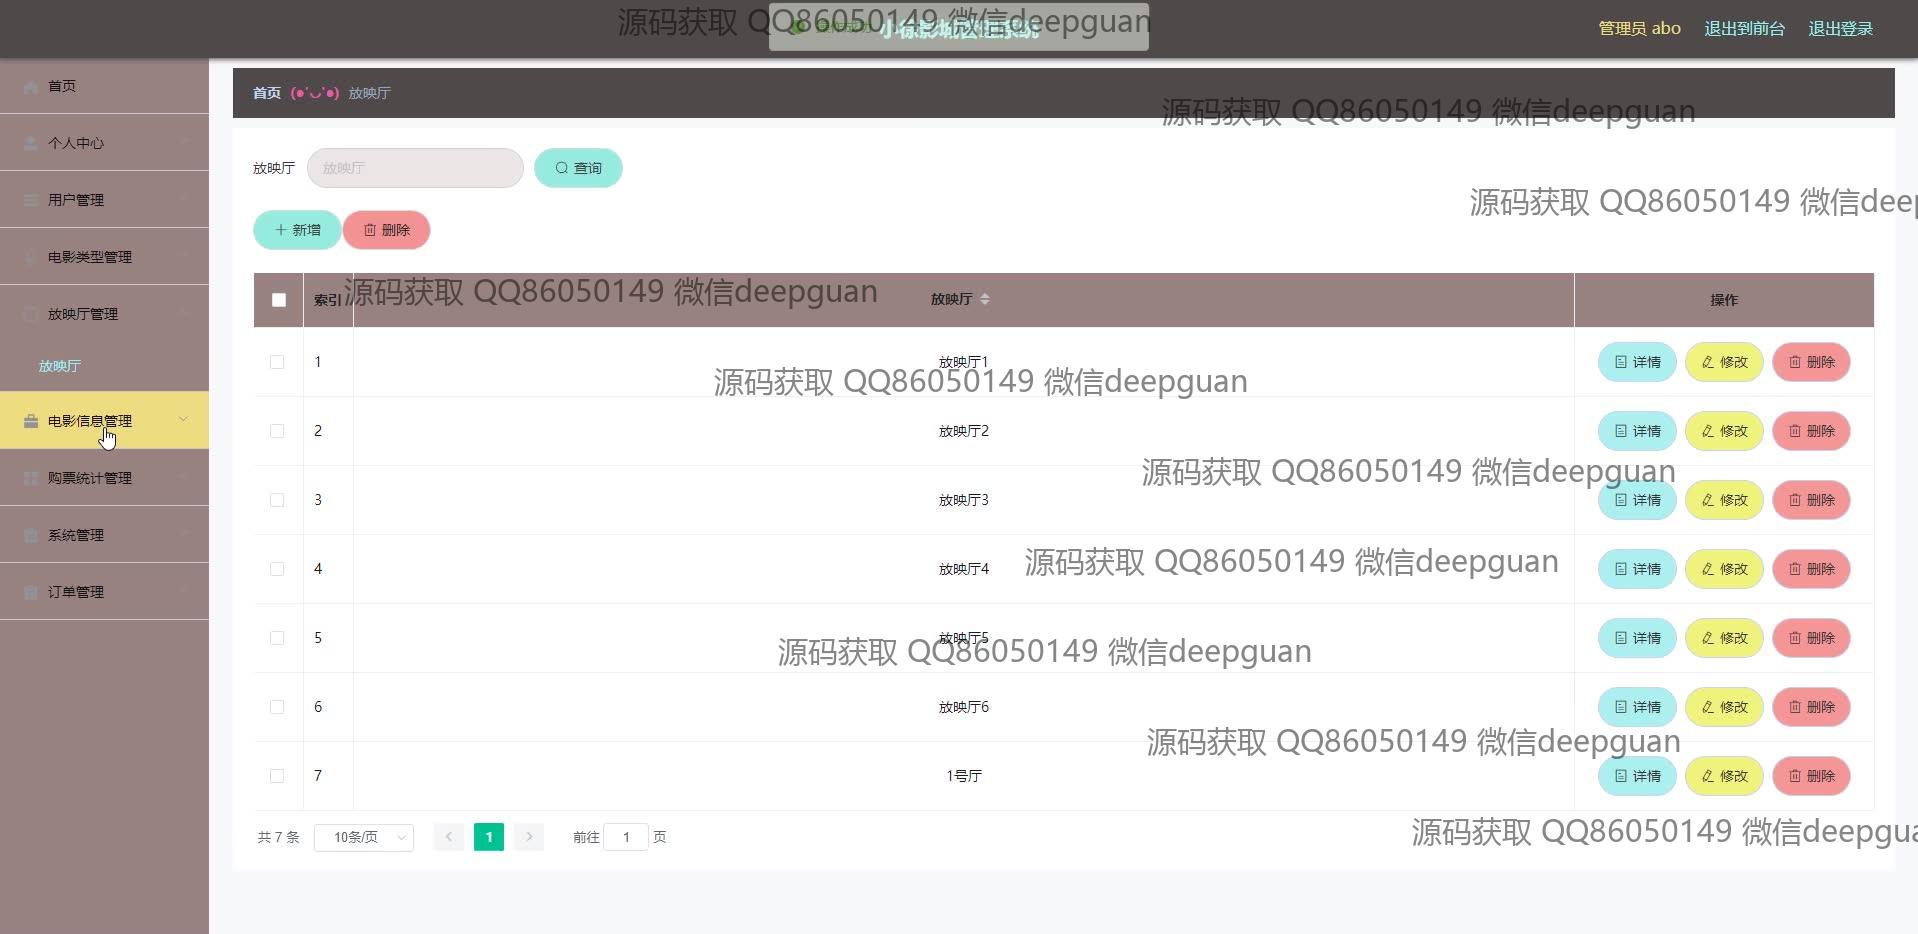 源码获取 QQ86050149 微信deepguan
小徐影城管理系统
管理员 abo 退出到前台 退出登录
首页
个人中心
用户管理
电影类型管理
放映厅管理
放映厅
电影信息管理
购票统计管理
系统管理
订单管理
首页 (●'◡'●) 放映厅
源码获取 QQ86050149 微信deepguan
放映厅 放映厅 查询
源码获取 QQ86050149 微信deep
新增 删除
索引 放映厅 操作
源码获取 QQ86050149 微信deepguan
1 放映厅1 详情 修改 删除
源码获取 QQ86050149 微信deepguan
2 放映厅2 详情 修改 删除
源码获取 QQ86050149 微信deepguan
3 放映厅3 详情 修改 删除
源码获取 QQ86050149 微信deepguan
4 放映厅4 详情 修改 删除
5 放映厅5 详情 修改 删除
源码获取 QQ86050149 微信deepguan
6 放映厅6 详情 修改 删除
源码获取 QQ86050149 微信deepguan
7 1号厅 详情 修改 删除
共 7 条 10条/页 1 前往 1 页
源码获取 QQ86050149 微信deepgua